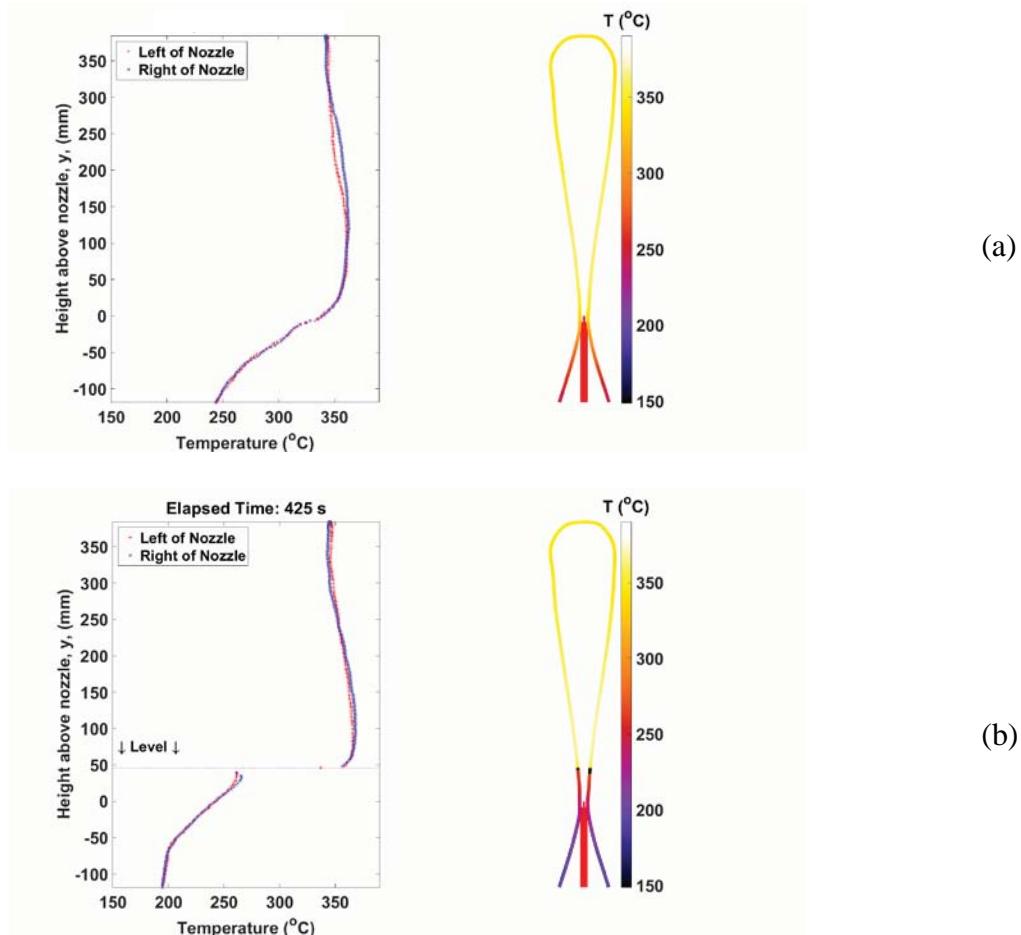 T (°C)
Left of Nozzle
Right of Nozzle
Height above nozzle, y, (mm)
350
300
250
200
150
100
50
0
-50
-100
150 200 250 300 350
Temperature (°C)
350
300
250
200
150
(a)
Elapsed Time: 425 s
T (°C)
Left of Nozzle
Right of Nozzle
Height above nozzle, y, (mm)
350
300
250
200
150
100
↓ Level ↓
50
0
-50
-100
150 200 250 300 350
Temperature (°C)
350
300
250
200
150
(b)